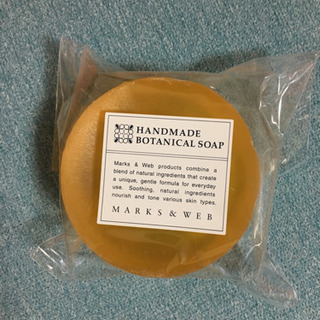 HANDMADE
BOTANICAL SOAP
Marks & Web products combine a
blend of natural ingredients that create
a unique, gentle formula for everyday
use. Soothing, natural ingredients
nourish and tone various skin types.
MARKS & WEB